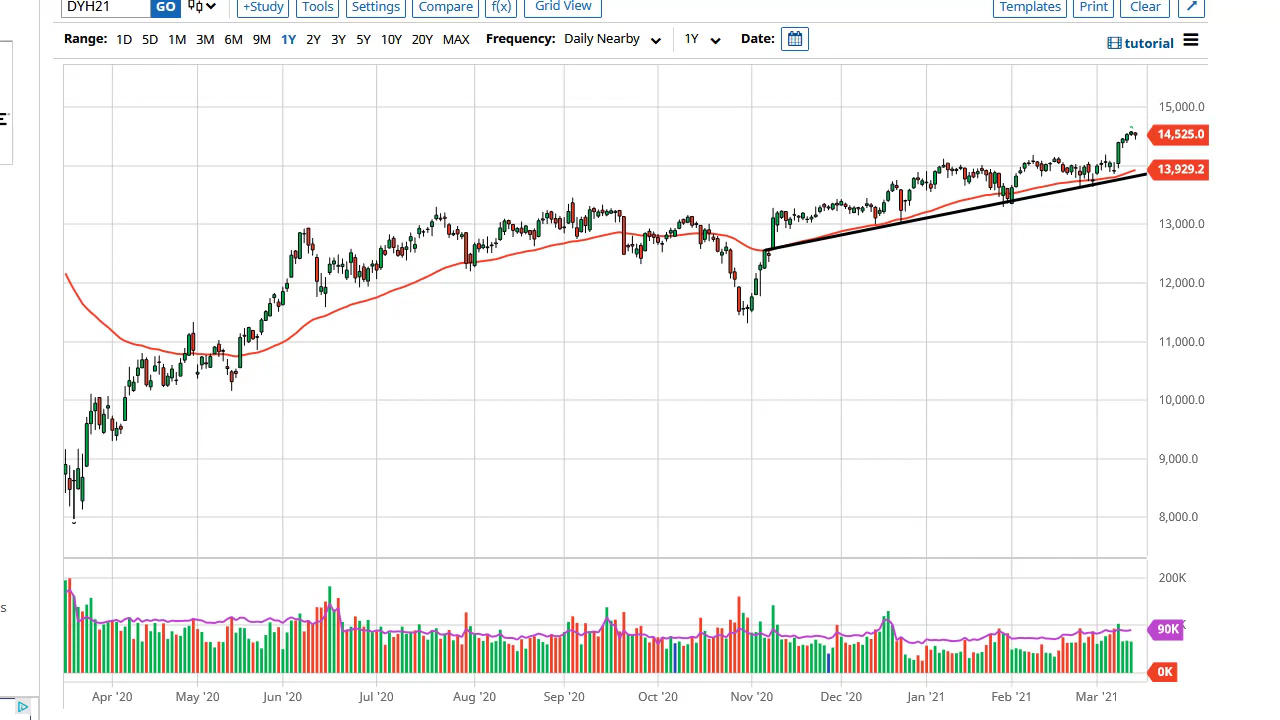 DYH21 GO +Study Tools Settings Compare f(x) Grid View Templates Print Clear
Range: 1D 5D 1M 3M 6M 9M 1Y 2Y 3Y 5Y 10Y 20Y MAX Frequency: Daily Nearby 1Y Date:
tutorial
15,000.0
14,525.0
13,929.2
13,000.0
12,000.0
11,000.0
10,000.0
9,000.0
8,000.0
200K
90K
0K
Apr '20 May '20 Jun '20 Jul '20 Aug '20 Sep '20 Oct '20 Nov '20 Dec '20 Jan '21 Feb '21 Mar '21